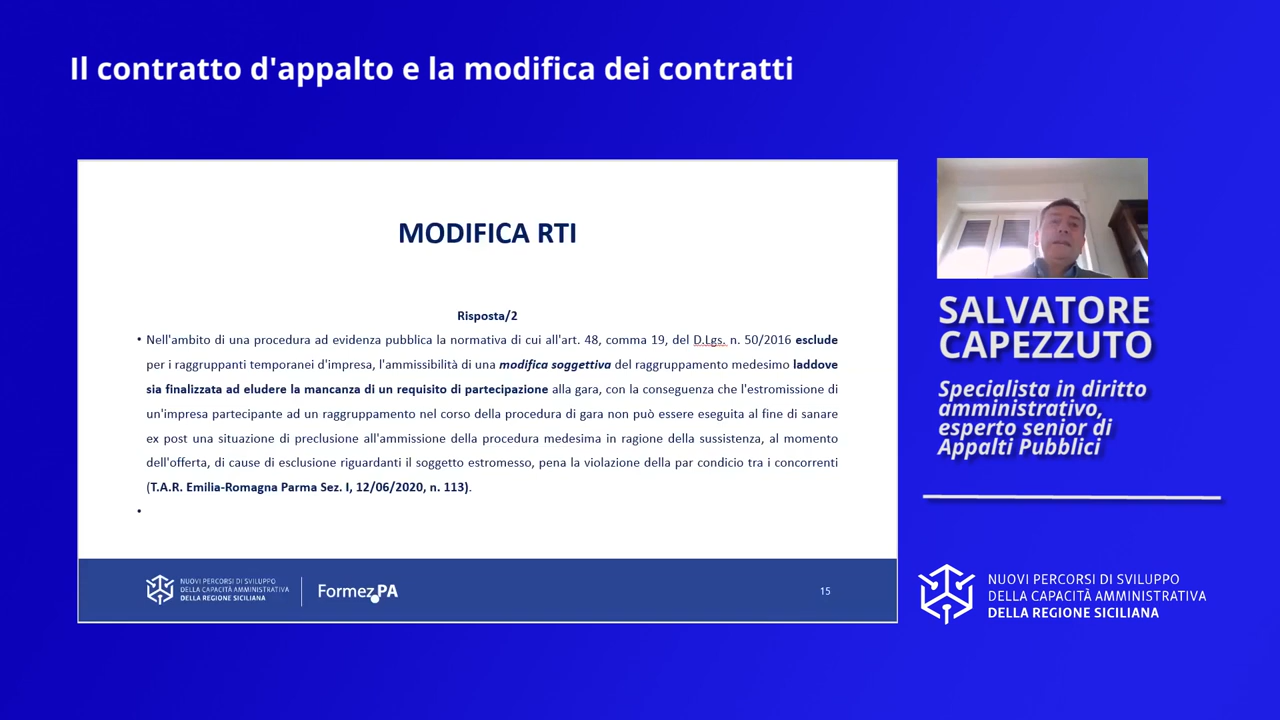 Il contratto d'appalto e la modifica dei contratti
MODIFICA RTI
Risposta/2
• Nell'ambito di una procedura ad evidenza pubblica la normativa di cui all'art. 48, comma 19, del D.Lgs. n. 50/2016 esclude
per i raggruppanti temporanei d'impresa, l'ammissibilità di una modifica soggettiva del raggruppamento medesimo laddove
sia finalizzata ad eludere la mancanza di un requisito di partecipazione alla gara, con la conseguenza che l'estromissione di
un'impresa partecipante ad un raggruppamento nel corso della procedura di gara non può essere eseguita al fine di sanare
ex post una situazione di preclusione all'ammissione della procedura medesima in ragione della sussistenza, al momento
dell'offerta, di cause di esclusione riguardanti il soggetto estromesso, pena la violazione della par condicio tra i concorrenti
(T.A.R. Emilia-Romagna Parma Sez. I, 12/06/2020, n. 113).
•
NUOVI PERCORSI DI SVILUPPO
DELLA CAPACITÀ AMMINISTRATIVA
DELLA REGIONE SICILIANA
Formez PA
15
SALVATORE
CAPEZZUTO
Specialista in diritto
amministrativo,
esperto senior di
Appalti Pubblici
NUOVI PERCORSI DI SVILUPPO
DELLA CAPACITÀ AMMINISTRATIVA
DELLA REGIONE SICILIANA